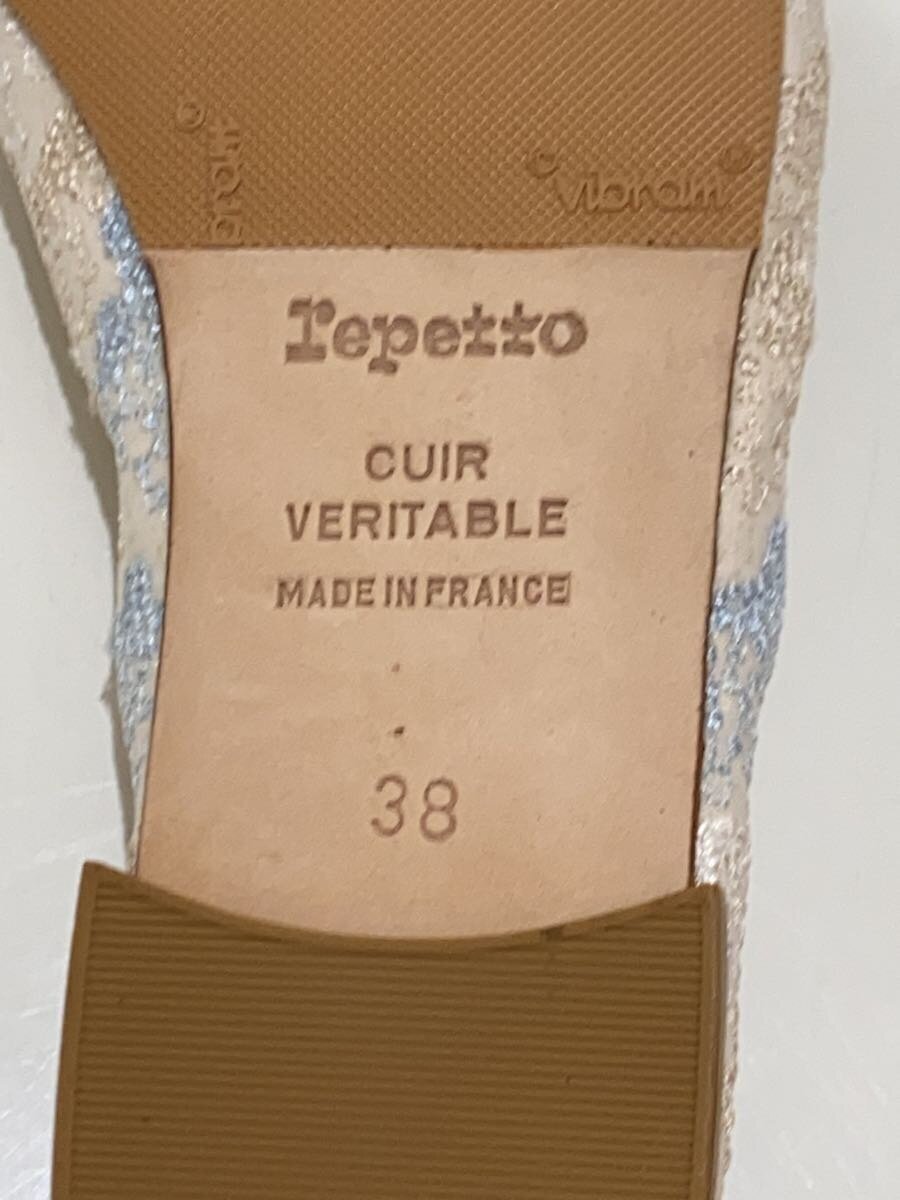 vibram
repetto
CUIR
VERITABLE
MADE IN FRANCE
38